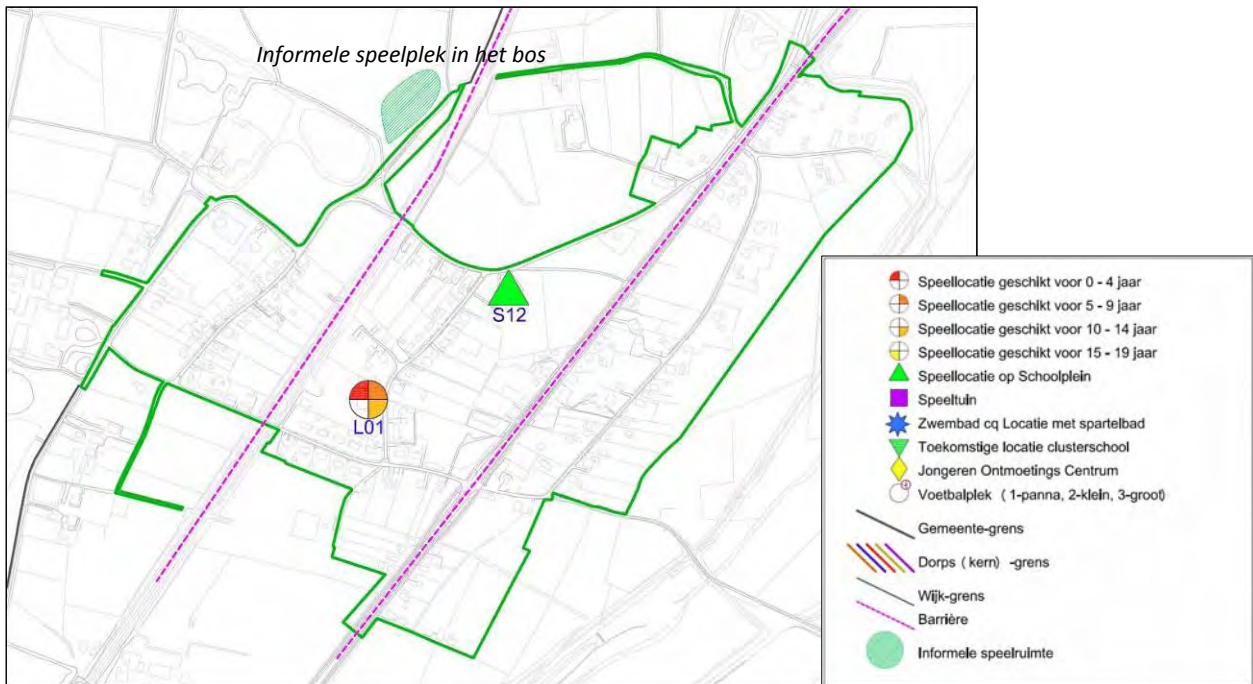 Informele speelplek in het bos
S12
L01
Speellocatie geschikt voor 0 - 4 jaar
Speellocatie geschikt voor 5 - 9 jaar
Speellocatie geschikt voor 10 - 14 jaar
Speellocatie geschikt voor 15 - 19 jaar
Speellocatie op Schoolplein
Speeltuin
Zwembad cq Locatie met spartelbad
Toekomstige locatie clusterschool
Jongeren Ontmoetings Centrum
Voetbalplek ( 1-panna, 2-klein, 3-groot)
Gemeente-grens
Dorps ( kern) -grens
Wijk-grens
Barrière
Informele speelruimte